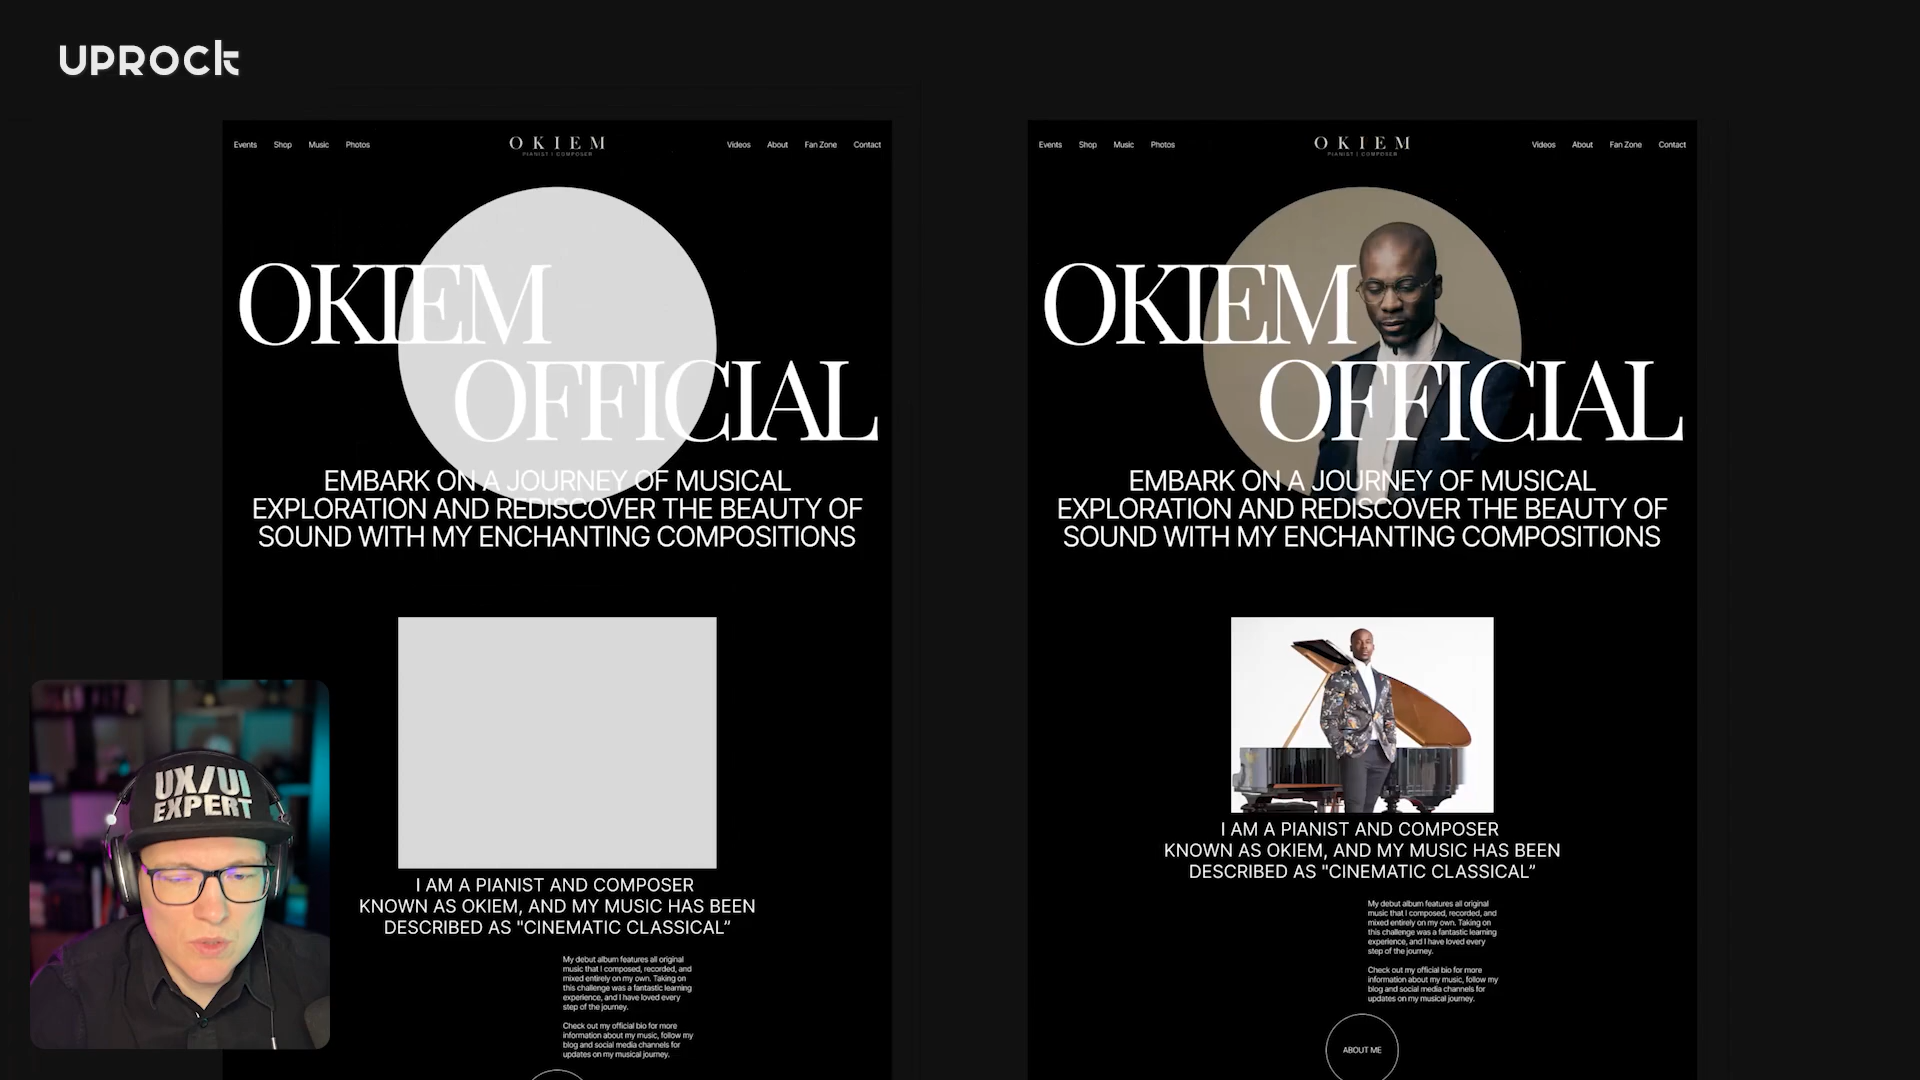 UPROCK
Events Shop Music Photos
OKIEM
PIANIST | COMPOSER
Videos About Fan Zone Contact
OKIEM
OFFICIAL
EMBARK ON A JOURNEY OF MUSICAL
EXPLORATION AND REDISCOVER THE BEAUTY OF
SOUND WITH MY ENCHANTING COMPOSITIONS
I AM A PIANIST AND COMPOSER
KNOWN AS OKIEM, AND MY MUSIC HAS BEEN
DESCRIBED AS "CINEMATIC CLASSICAL”
My debut album features all original
music that I composed, recorded, and
mixed entirely on my own. Taking on
this challenge was a fantastic learning
experience, and I have loved every
step of the journey.
Check out my official bio for more
information about my music, follow my
blog and social media channels for
updates on my musical journey.
Events Shop Music Photos
OKIEM
PIANIST | COMPOSER
Videos About Fan Zone Contact
OKIEM
OFFICIAL
EMBARK ON A JOURNEY OF MUSICAL
EXPLORATION AND REDISCOVER THE BEAUTY OF
SOUND WITH MY ENCHANTING COMPOSITIONS
I AM A PIANIST AND COMPOSER
KNOWN AS OKIEM, AND MY MUSIC HAS BEEN
DESCRIBED AS "CINEMATIC CLASSICAL”
My debut album features all original
music that I composed, recorded, and
mixed entirely on my own. Taking on
this challenge was a fantastic learning
experience, and I have loved every
step of the journey.
Check out my official bio for more
information about my music, follow my
blog and social media channels for
updates on my musical journey.
ABOUT ME
UX/UI
EXPERT